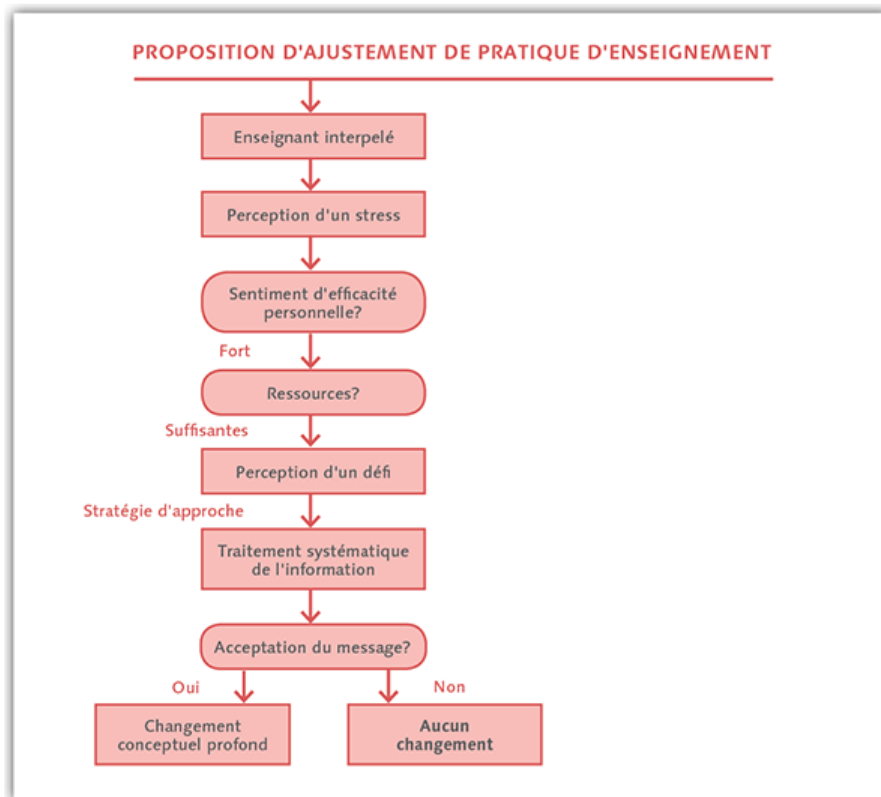 PROPOSITION D'AJUSTEMENT DE PRATIQUE D'ENSEIGNEMENT
Enseignant interpelé
Perception d'un stress
Sentiment d'efficacité
personnelle?
Fort
Ressources?
Suffisantes
Perception d'un défi
Stratégie d'approche
Traitement systématique
de l'information
Acceptation du message?
Oui
Non
Changement
conceptuel profond
Aucun
changement